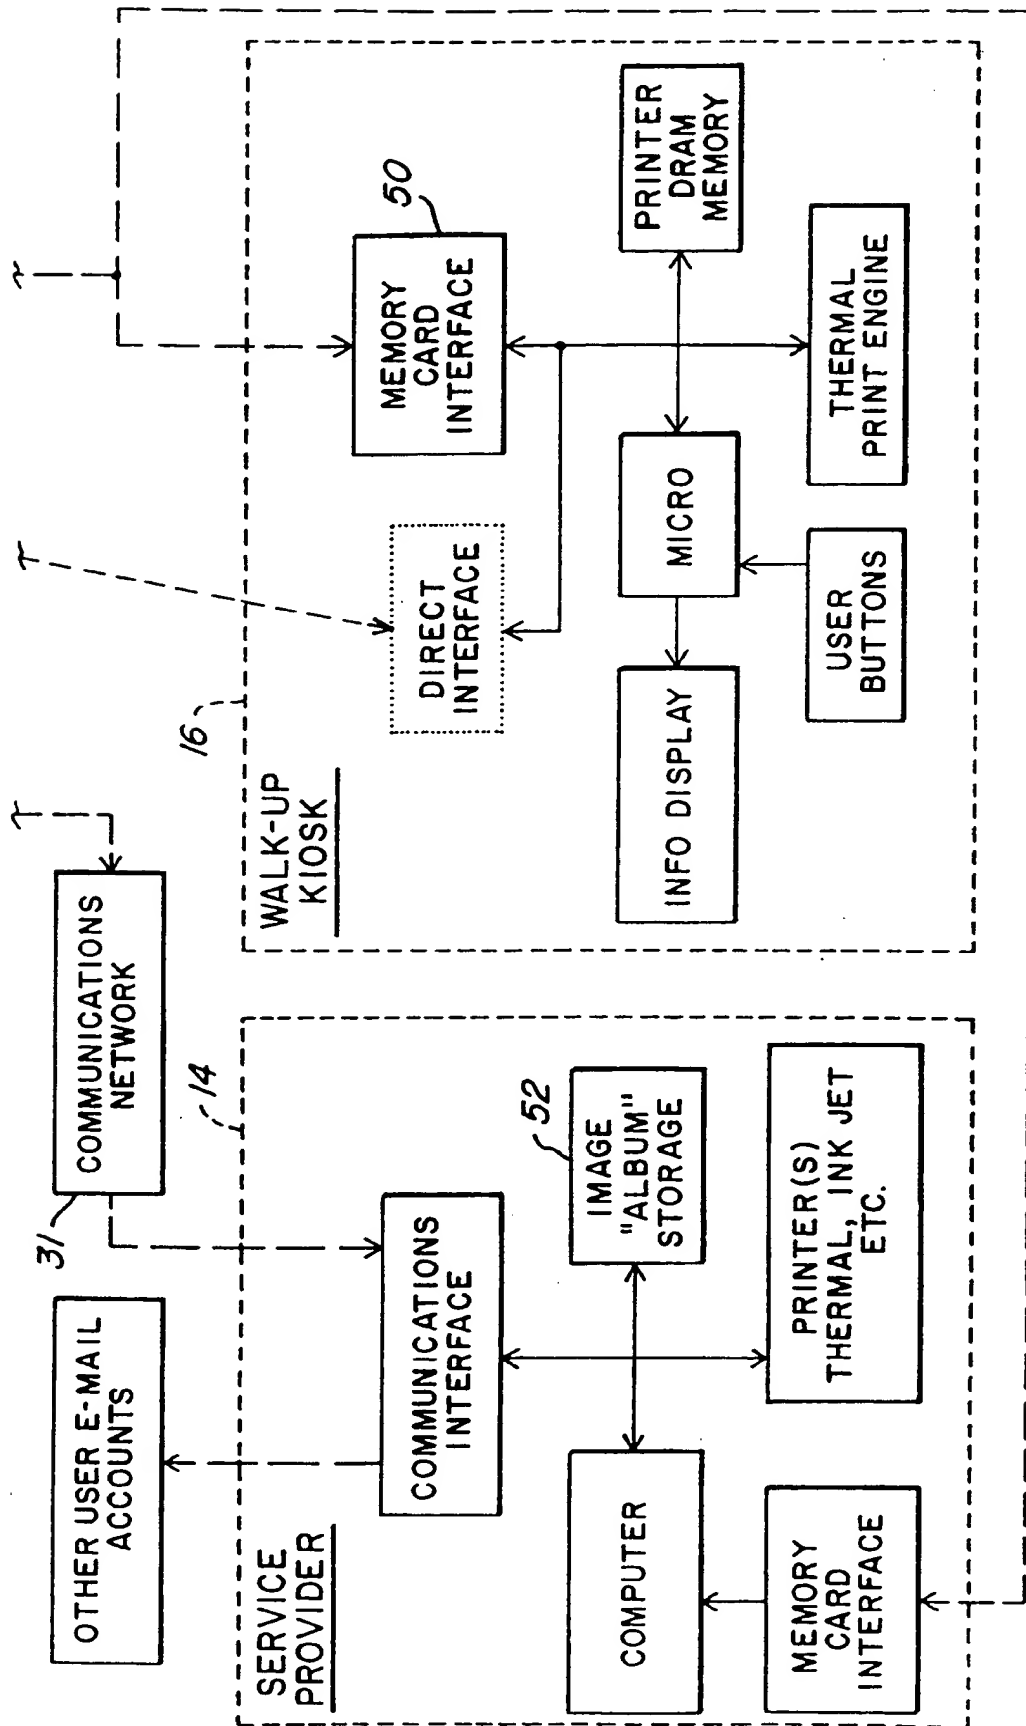 OTHER USER E-MAIL
ACCOUNTS
31
COMMUNICATIONS
NETWORK
14
SERVICE
PROVIDER
COMMUNICATIONS
INTERFACE
COMPUTER
IMAGE
"ALBUM"
STORAGE
52
MEMORY
CARD
INTERFACE
PRINTER(S)
THERMAL, INK JET
ETC.
16
WALK-UP
KIOSK
DIRECT
INTERFACE
MEMORY
CARD
INTERFACE
50
INFO DISPLAY
MICRO
PRINTER
DRAM
MEMORY
USER
BUTTONS
THERMAL
PRINT ENGINE